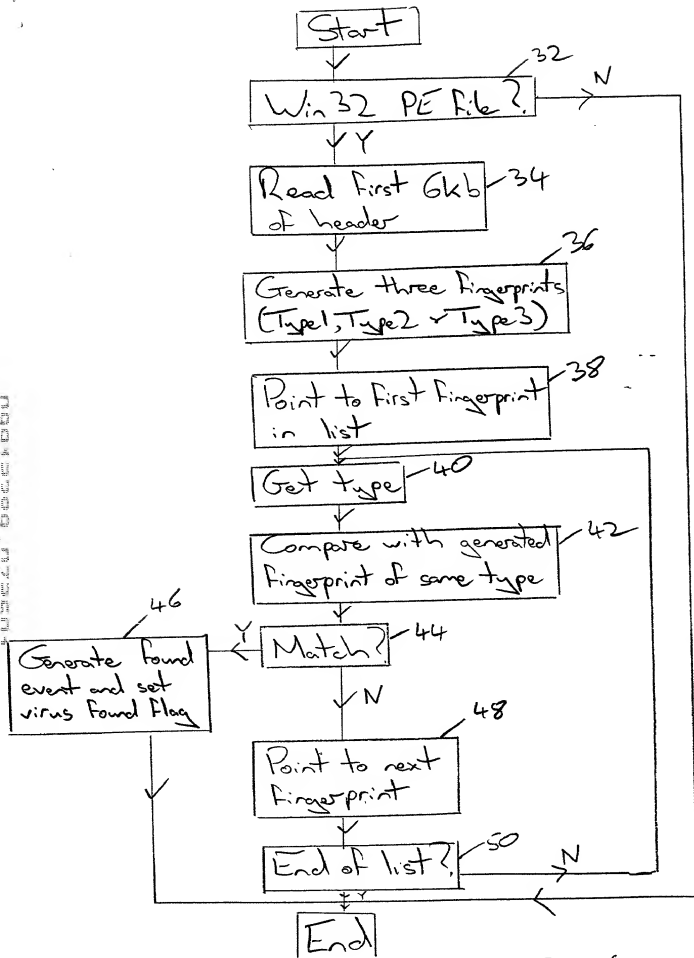 Start
32
Win32 PE File?
N
Y
Read first 6kb
of header
34
36
Generate three fingerprints
(Type1, Type2 & Type3)
38
Point to first fingerprint
in list
Get type
40
Compare with generated
fingerprint of same type
42
46
Generate found
event and set
virus found flag
Y
Match?
44
N
48
Point to next
fingerprint
End of list?
50
N
Y
End